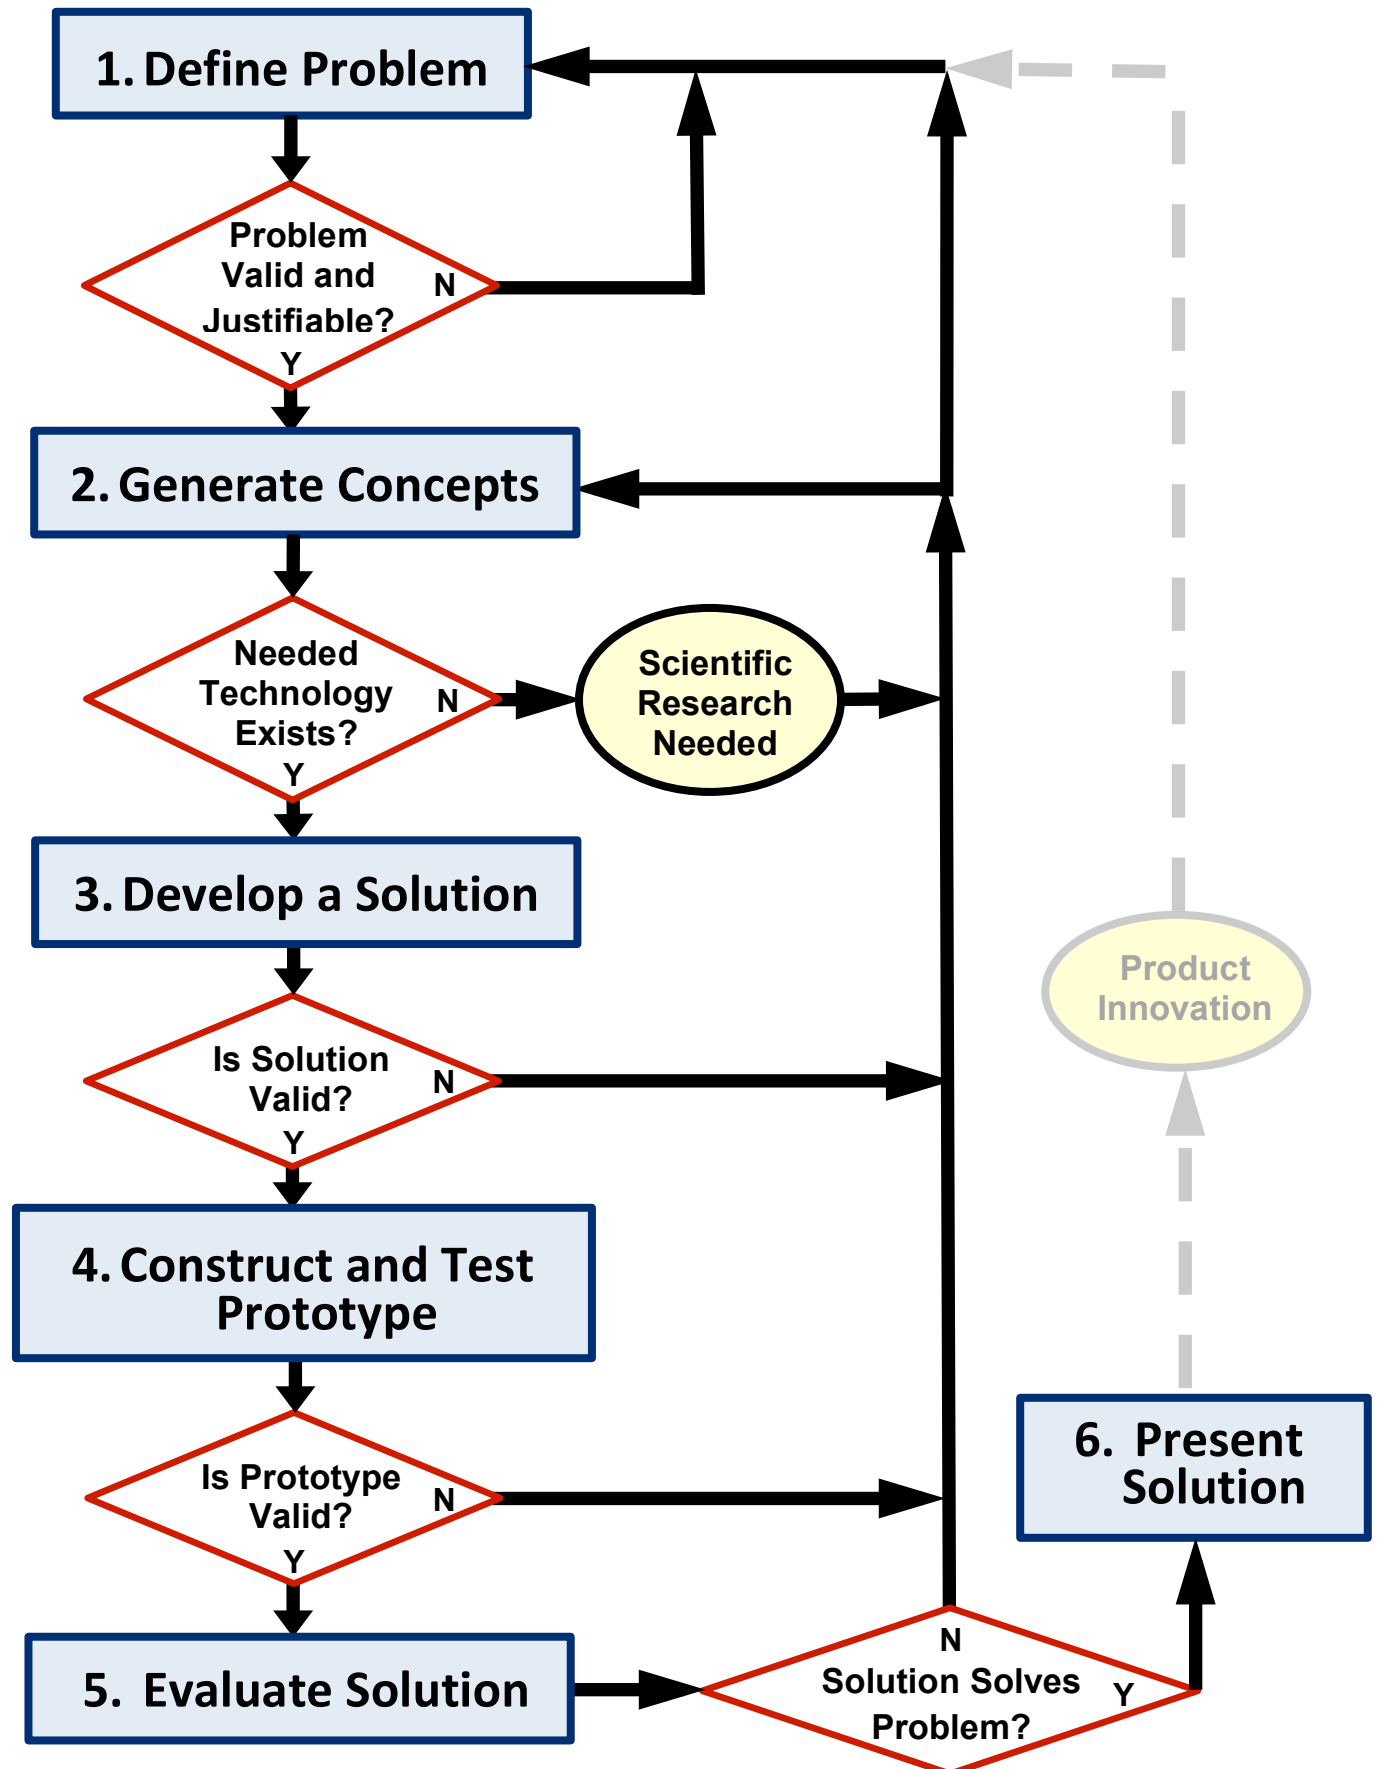 1. Define Problem
Problem
Valid and
Justifiable?
N
Y
2. Generate Concepts
Needed
Technology
Exists?
N
Y
Scientific
Research
Needed
3. Develop a Solution
Is Solution
Valid?
N
Y
Product
Innovation
4. Construct and Test
Prototype
Is Prototype
Valid?
N
Y
5. Evaluate Solution
N
Solution Solves
Problem?
Y
6. Present
Solution